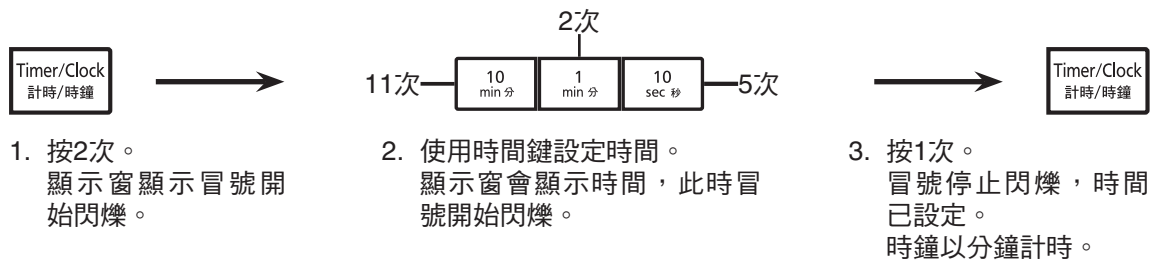 2次
Timer/Clock
計時/時鐘
11次
10
min 分
1
min 分
10
sec 秒
5次
Timer/Clock
計時/時鐘
1. 按2次。
顯示窗顯示冒號開
始閃爍。
2. 使用時間鍵設定時間。
顯示窗會顯示時間，此時冒
號開始閃爍。
3. 按1次。
冒號停止閃爍，時間
已設定。
時鐘以分鐘計時。